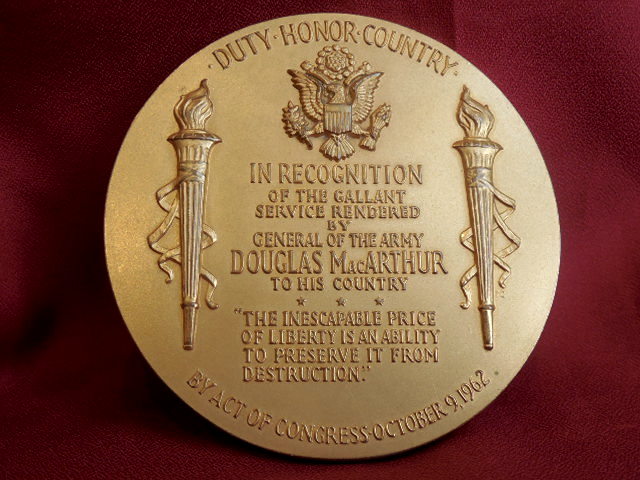 DUTY · HONOR · COUNTRY
IN RECOGNITION
OF THE GALLANT
SERVICE RENDERED
BY
GENERAL OF THE ARMY
DOUGLAS MacARTHUR
TO HIS COUNTRY
"THE INESCAPABLE PRICE
OF LIBERTY IS AN ABILITY
TO PRESERVE IT FROM
DESTRUCTION."
BY ACT OF CONGRESS · OCTOBER 9, 1962